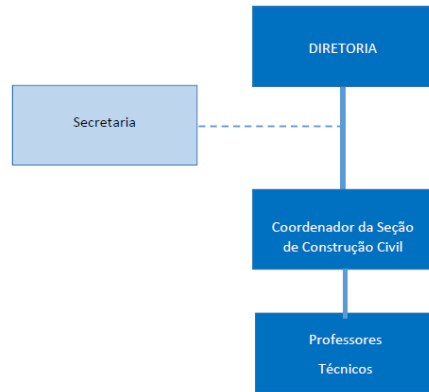 DIRETORIA
Secretaria
Coordenador da Seção
de Construção Civil
Professores
Técnicos